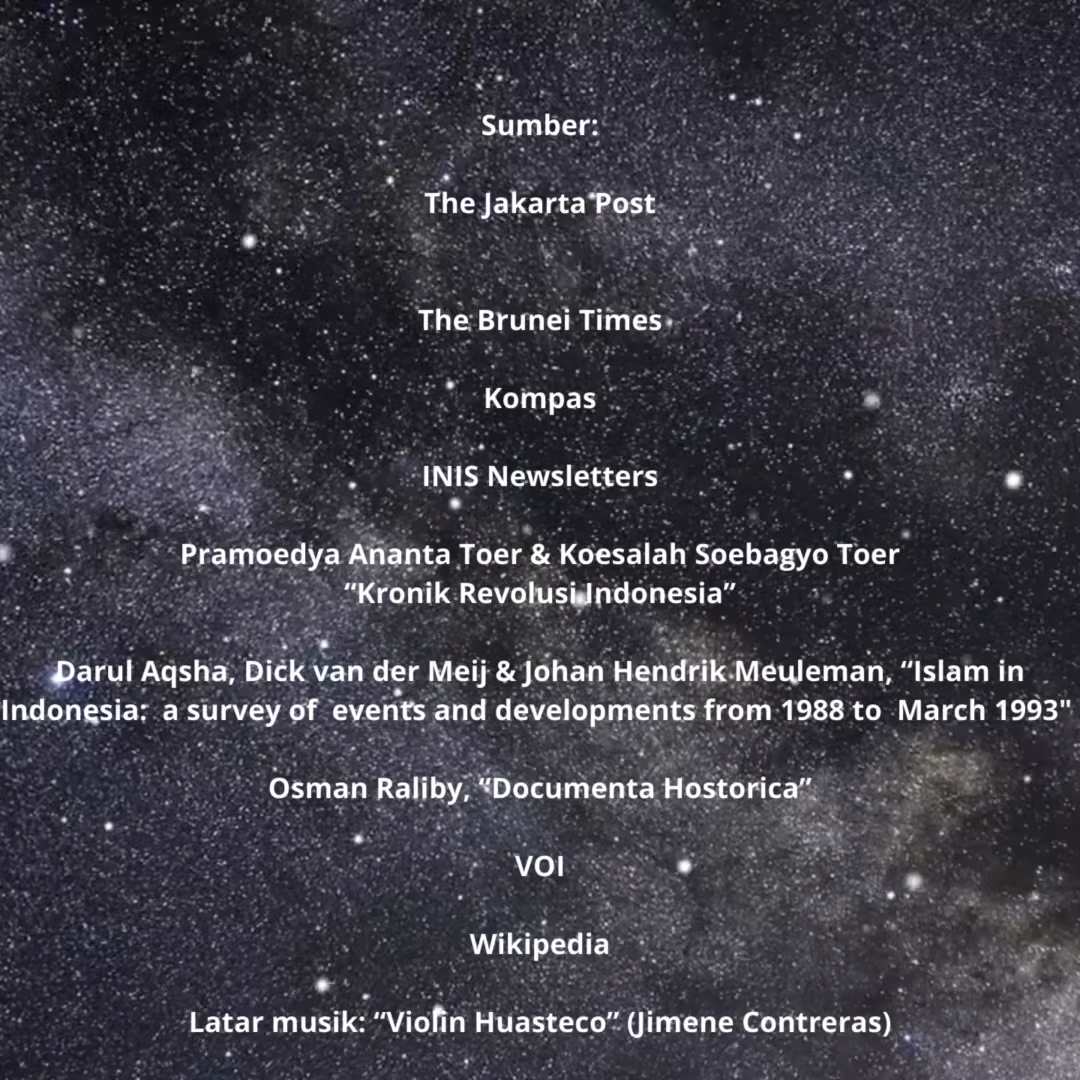 Sumber:
The Jakarta Post
The Brunei Times
Kompas
INIS Newsletters
Pramoedya Ananta Toer & Koesalah Soebagyo Toer
“Kronik Revolusi Indonesia”
Darul Aqsha, Dick van der Meij & Johan Hendrik Meuleman, “Islam in
Indonesia:  a survey of  events and developments from 1988 to  March 1993"
Osman Raliby, “Documenta Hostorica”
VOI
Wikipedia
Latar musik: “Violin Huasteco” (Jimene Contreras)